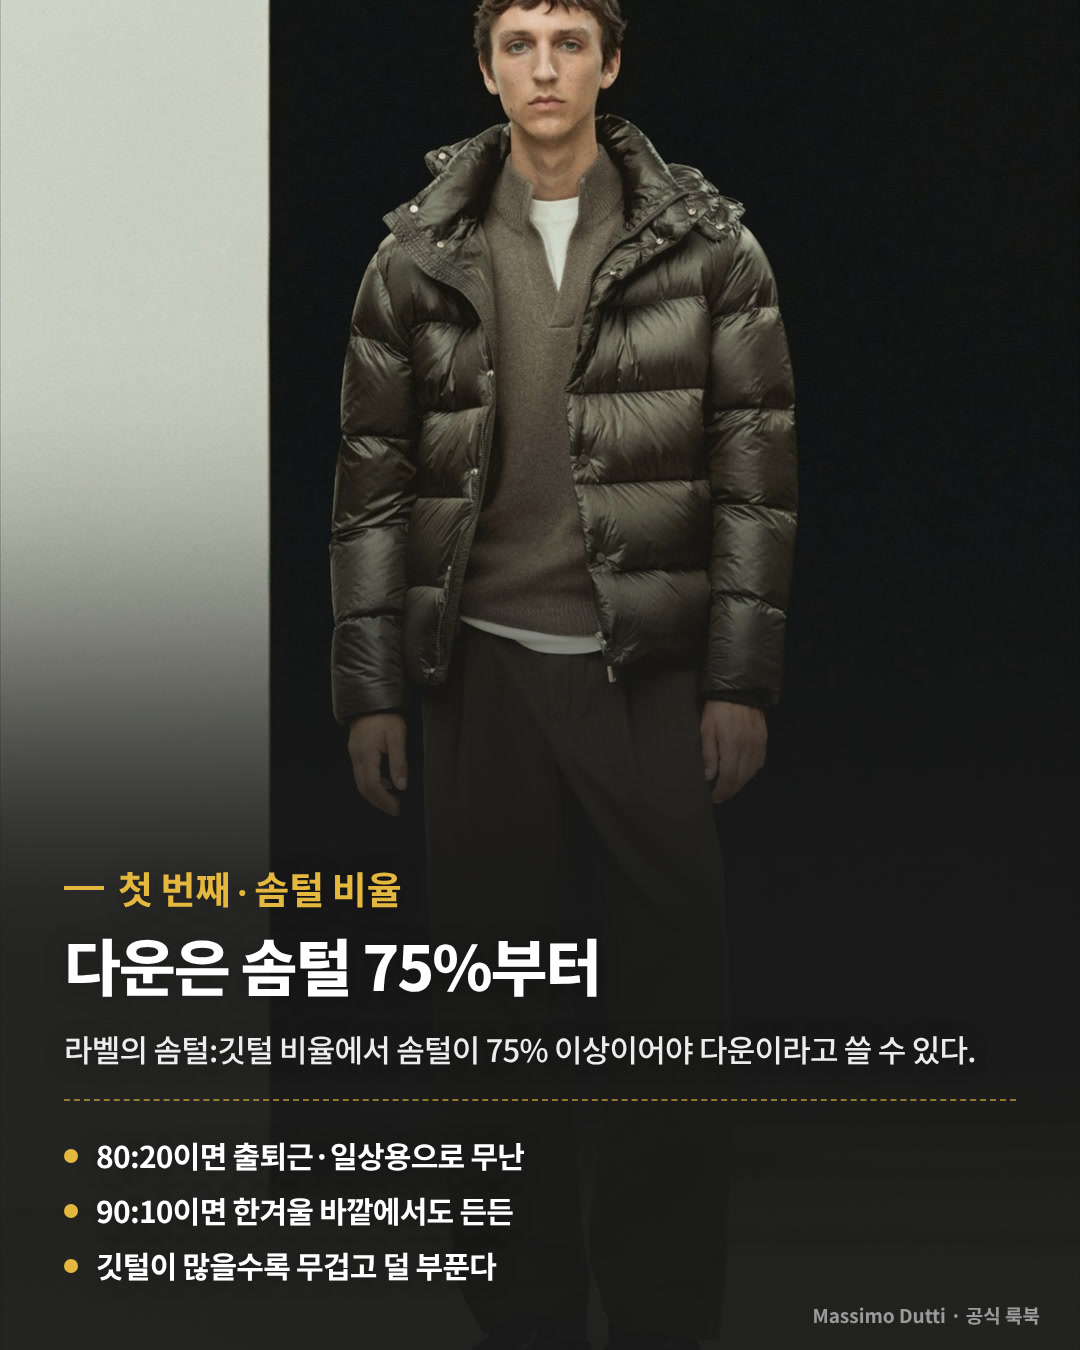 첫 번째 · 솜털 비율
다운은 솜털 75%부터
라벨의 솜털:깃털 비율에서 솜털이 75% 이상이어야 다운이라고 쓸 수 있다.
80:20이면 출퇴근·일상용으로 무난
90:10이면 한겨울 바깥에서도 든든
깃털이 많을수록 무겁고 덜 부푼다
Massimo Dutti · 공식 룩북